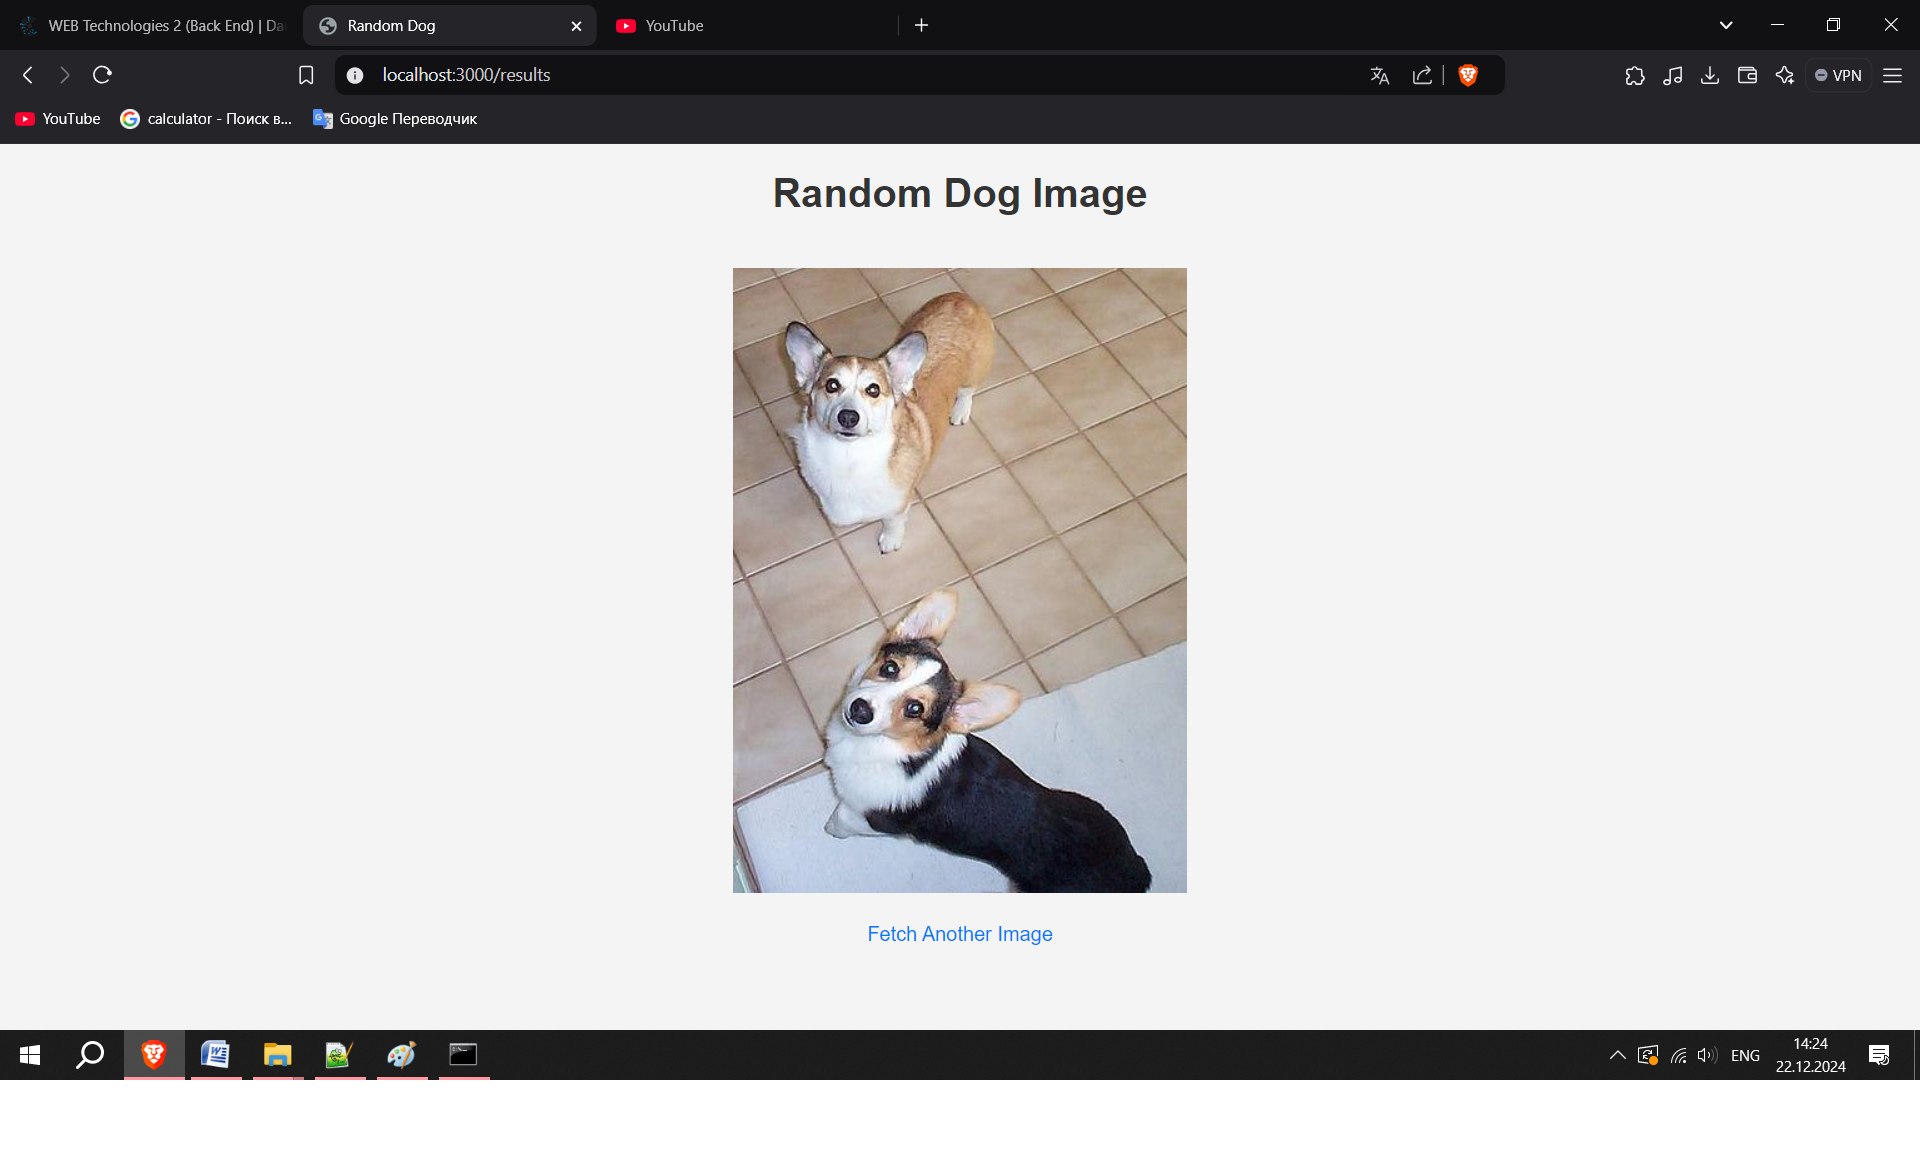 WEB Technologies 2 (Back End) | Da
Random Dog
YouTube
localhost:3000/results
VPN
YouTube
calculator - Поиск в...
Google Переводчик
Random Dog Image
Fetch Another Image
ENG
14:24
22.12.2024